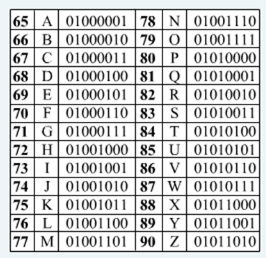 65 A 01000001 78 N 01001110
66 B 01000010 79 O 01001111
67 C 01000011 80 P 01010000
68 D 01000100 81 Q 01010001
69 E 01000101 82 R 01010010
70 F 01000110 83 S 01010011
71 G 01000111 84 T 01010100
72 H 01001000 85 U 01010101
73 I 01001001 86 V 01010110
74 J 01001010 87 W 01010111
75 K 01001011 88 X 01011000
76 L 01001100 89 Y 01011001
77 M 01001101 90 Z 01011010